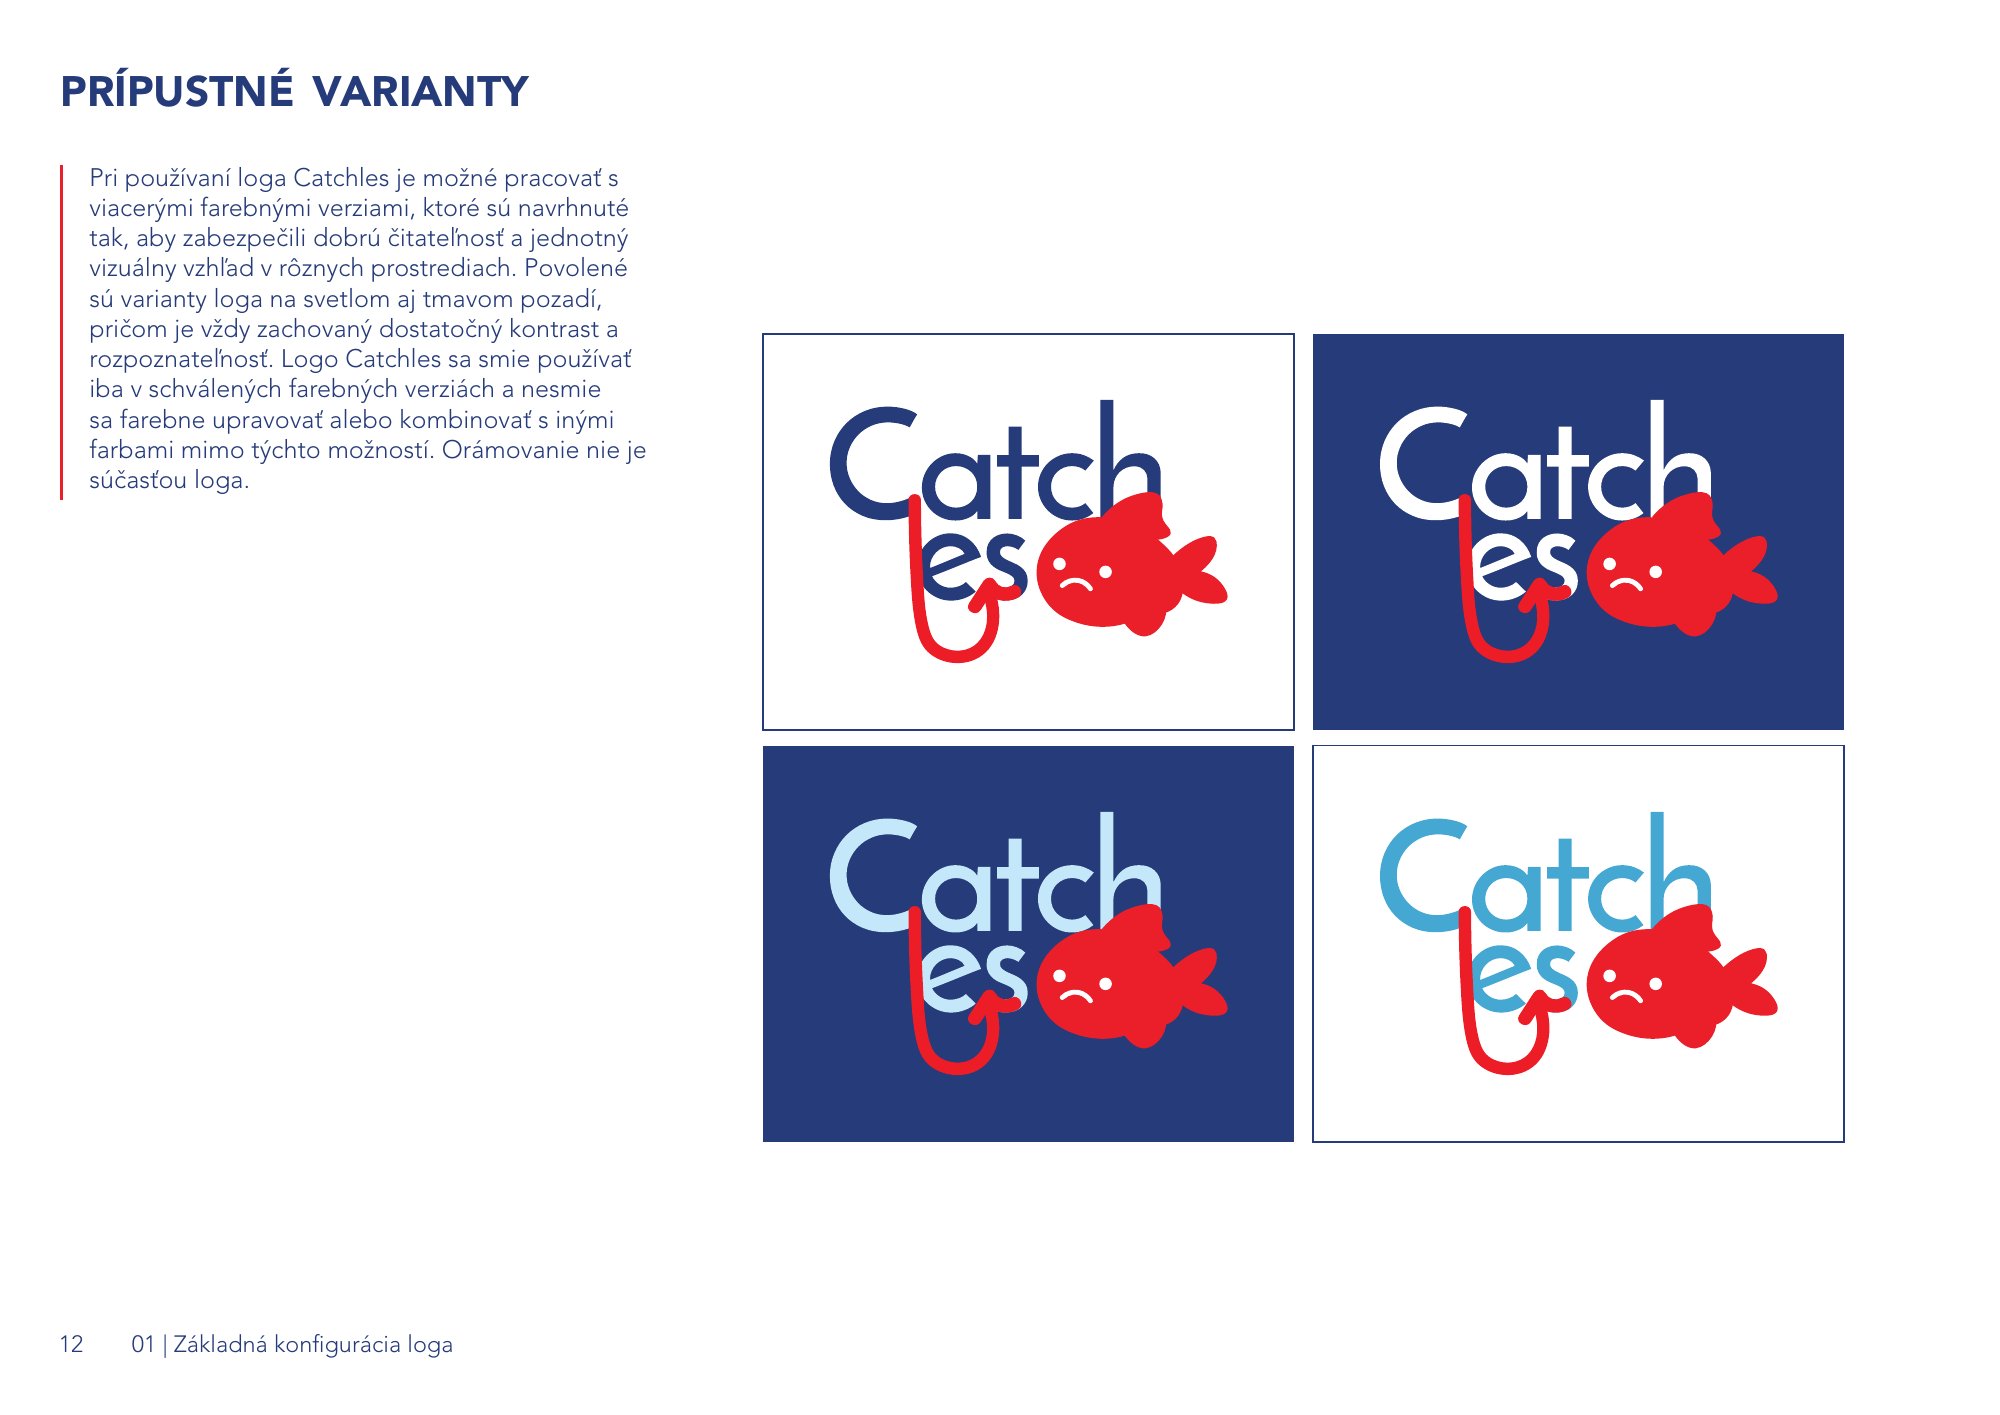 PRÍPUSTNÉ VARIANTY
Pri používaní loga Catchles je možné pracovať s
viacerými farebnými verziami, ktoré sú navrhnuté
tak, aby zabezpečili dobrú čitateľnosť a jednotný
vizuálny vzhľad v rôznych prostrediach. Povolené
sú varianty loga na svetlom aj tmavom pozadí,
pričom je vždy zachovaný dostatočný kontrast a
rozpoznateľnosť. Logo Catchles sa smie používať
iba v schválených farebných verziách a nesmie
sa farebne upravovať alebo kombinovať s inými
farbami mimo týchto možností. Orámovanie nie je
súčasťou loga.
Catch
les
Catch
les
Catch
les
Catch
les
12 01 | Základná konfigurácia loga